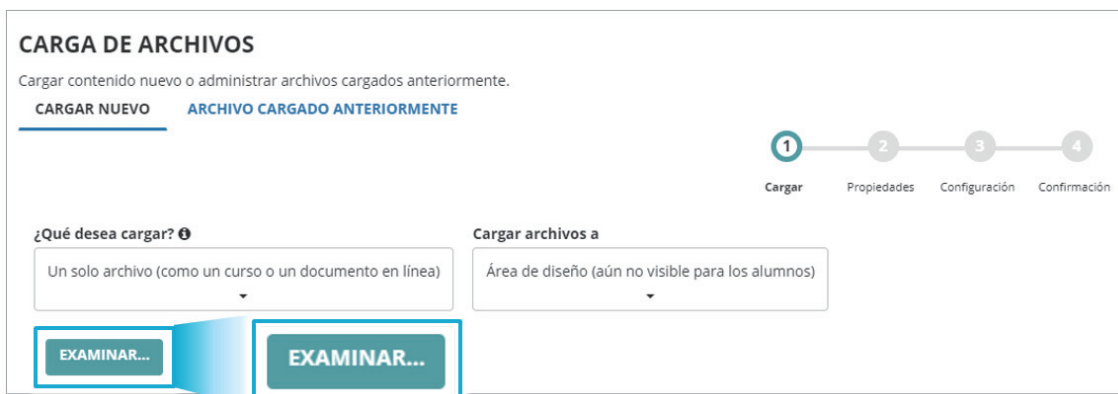 CARGA DE ARCHIVOS
Cargar contenido nuevo o administrar archivos cargados anteriormente.
CARGAR NUEVO ARCHIVO CARGADO ANTERIORMENTE
1 2 3 4
Cargar Propiedades Configuración Confirmación
¿Qué desea cargar? Cargar archivos a
Un solo archivo (como un curso o un documento en línea) Área de diseño (aún no visible para los alumnos)
EXAMINAR... EXAMINAR...